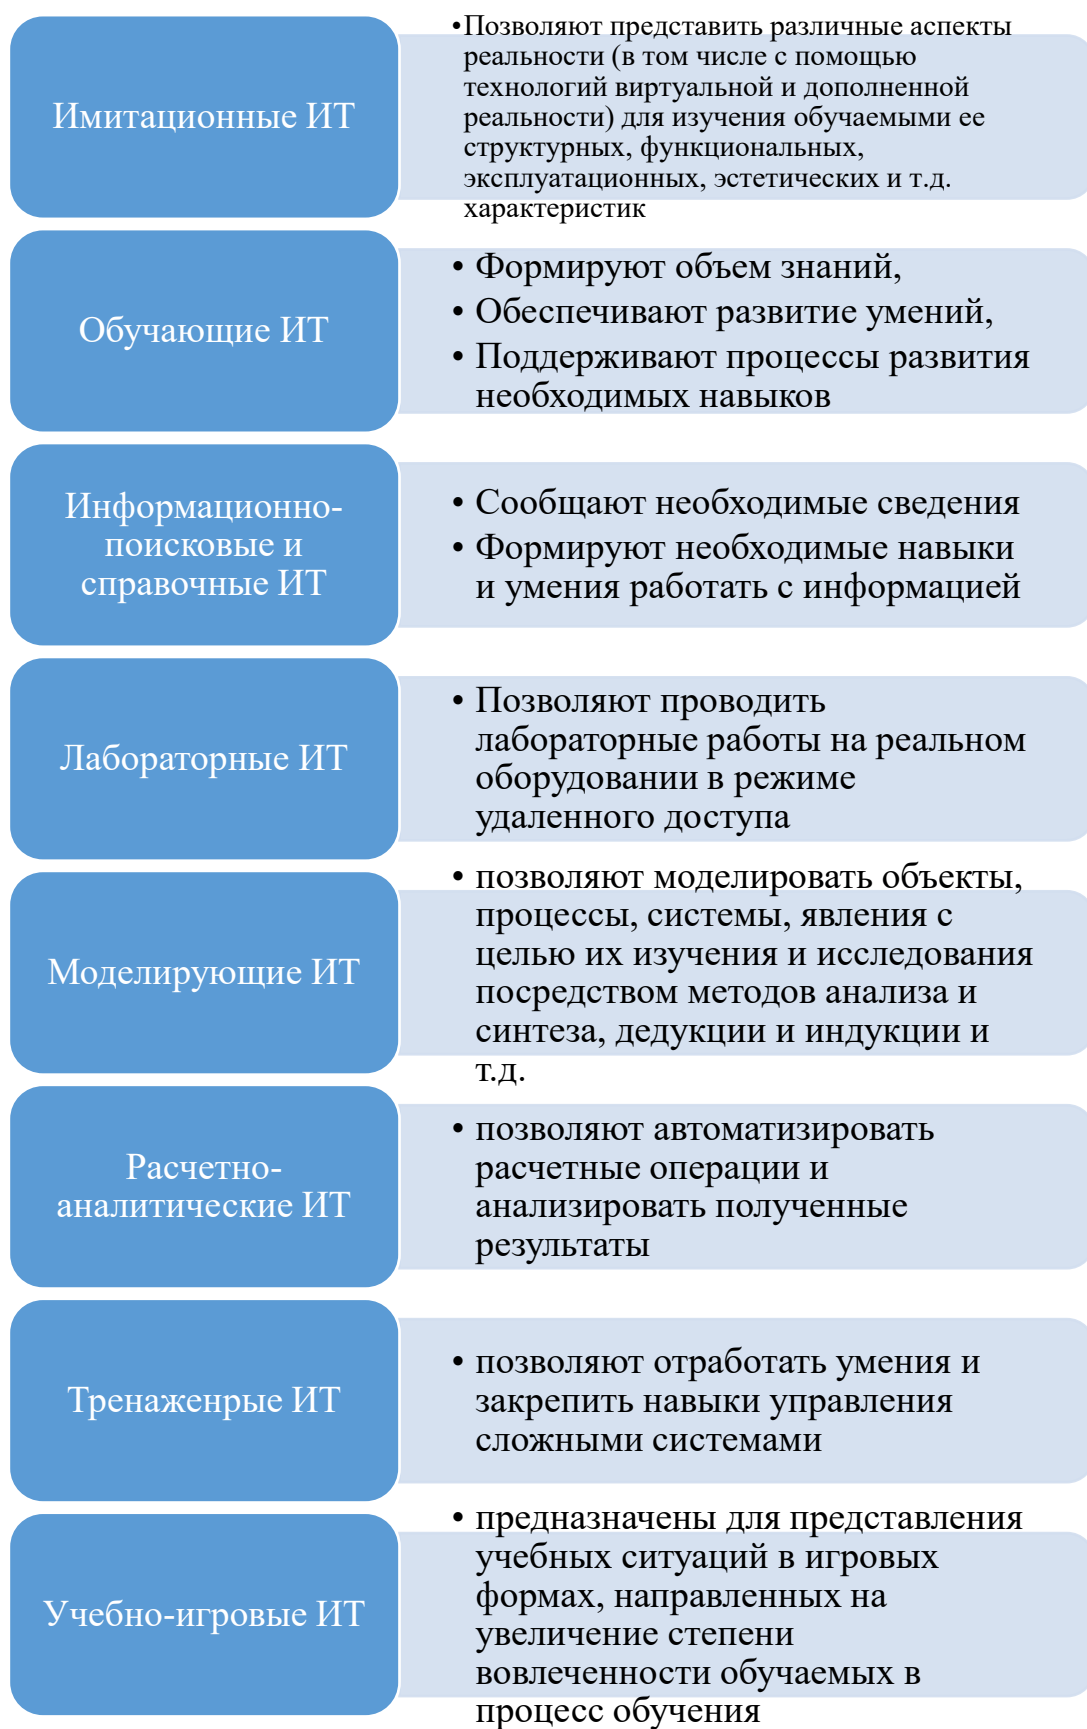 Имитационные ИТ
•Позволяют представить различные аспекты
реальности (в том числе с помощью
технологий виртуальной и дополненной
реальности) для изучения обучаемыми ее
структурных, функциональных,
эксплуатационных, эстетических и т.д.
характеристик
Обучающие ИТ
• Формируют объем знаний,
• Обеспечивают развитие умений,
• Поддерживают процессы развития
необходимых навыков
Информационно-
поисковые и
справочные ИТ
• Сообщают необходимые сведения
• Формируют необходимые навыки
и умения работать с информацией
Лабораторные ИТ
• Позволяют проводить
лабораторные работы на реальном
оборудовании в режиме
удаленного доступа
Моделирующие ИТ
• позволяют моделировать объекты,
процессы, системы, явления с
целью их изучения и исследования
посредством методов анализа и
синтеза, дедукции и индукции и
т.д.
Расчетно-
аналитические ИТ
• позволяют автоматизировать
расчетные операции и
анализировать полученные
результаты
Тренаженрые ИТ
• позволяют отработать умения и
закрепить навыки управления
сложными системами
Учебно-игровые ИТ
• предназначены для представления
учебных ситуаций в игровых
формах, направленных на
увеличение степени
вовлеченности обучаемых в
процесс обучения